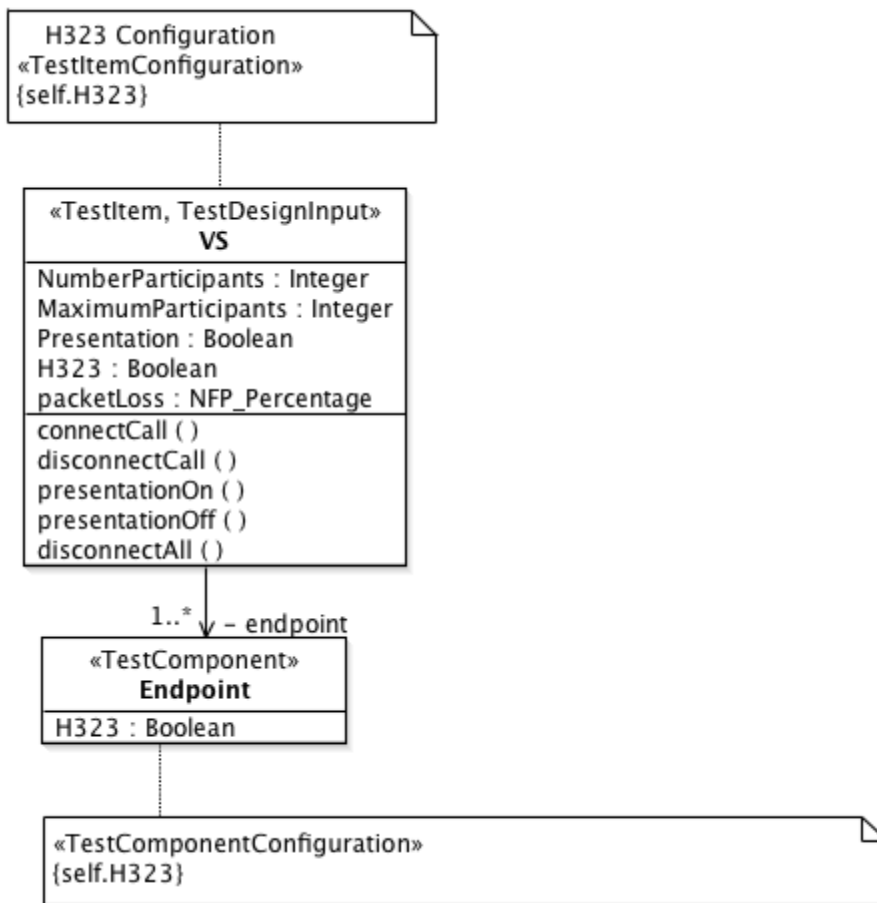 H323 Configuration
«TestItemConfiguration»
{self.H323}
«TestItem, TestDesignInput»
VS
NumberParticipants : Integer
MaximumParticipants : Integer
Presentation : Boolean
H323 : Boolean
packetLoss : NFP_Percentage
connectCall ( )
disconnectCall ( )
presentationOn ( )
presentationOff ( )
disconnectAll ( )
1..*
– endpoint
«TestComponent»
Endpoint
H323 : Boolean
«TestComponentConfiguration»
{self.H323}